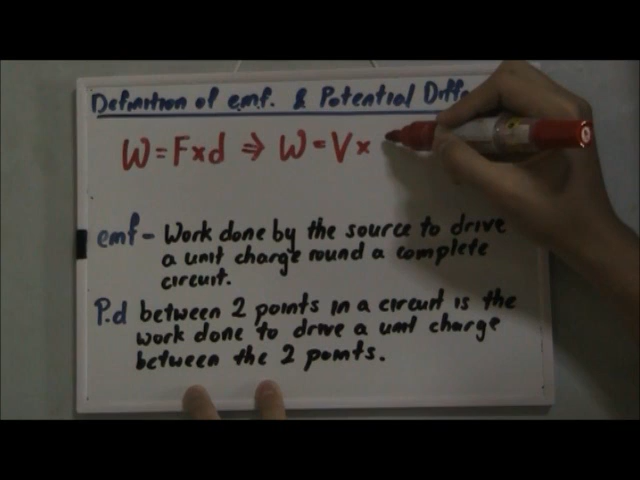 Definition of e.m.f. & Potential Diff
W = F x d ⇒ W = V x
emf - Work done by the source to drive
a unit charge round a complete
circuit.
P.d between 2 points in a circuit is the
work done to drive a unit charge
between the 2 points.